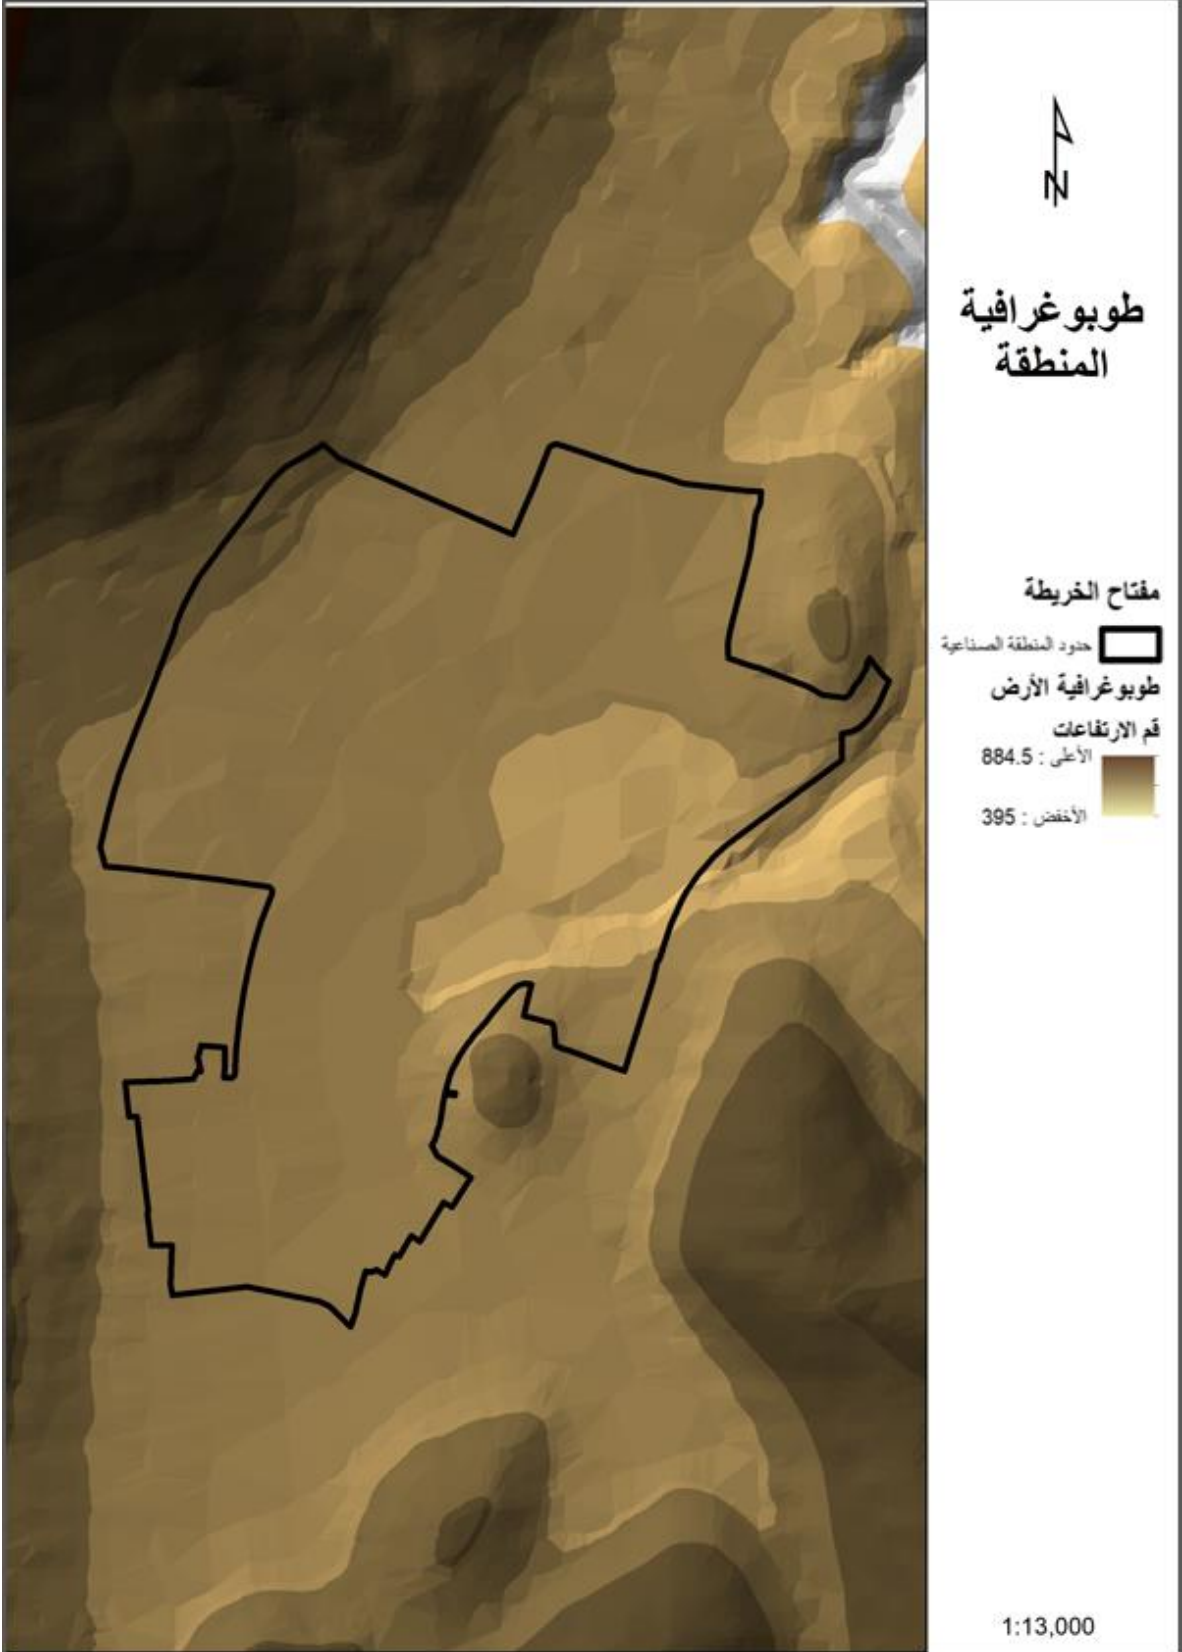 N
طوبوغرافية
المنطقة
مفتاح الخريطة
حدود المنطقة الصناعية
طوبوغرافية الأرض
قم الارتفاعات
الأعلى : 884.5
الأخفض : 395
1:13,000